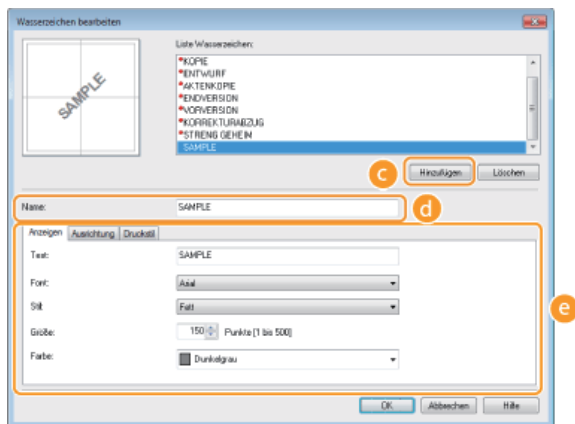 Wasserzeichen bearbeiten
Liste Wasserzeichen:
SAMPLE
*KOPIE
*ENTWURF
*AKTENKOPIE
*ENDVERSION
*VORVERSION
*KORREKTURABZUG
*STRENG GEHEIM
SAMPLE
c
Hinzufügen
Löschen
Name:
SAMPLE
d
Anzeigen
Ausrichtung
Druckstil
Text:
SAMPLE
Font:
Arial
Stil:
Fett
e
Größe:
150
Punkte [1 bis 500]
Farbe:
Dunkelgrau
OK
Abbrechen
Hilfe